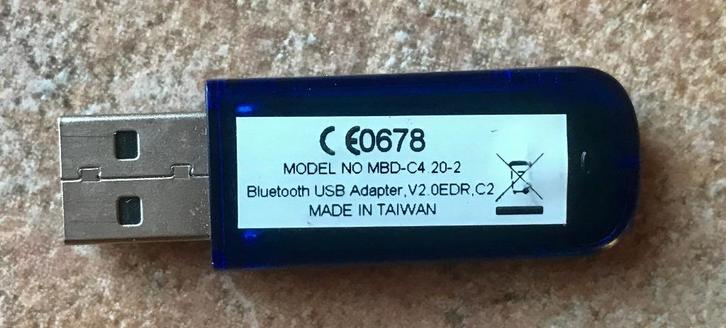 CE0678
MODEL NO MBD-C4 20-2
Bluetooth USB Adapter,V2.0EDR,C2
MADE IN TAIWAN